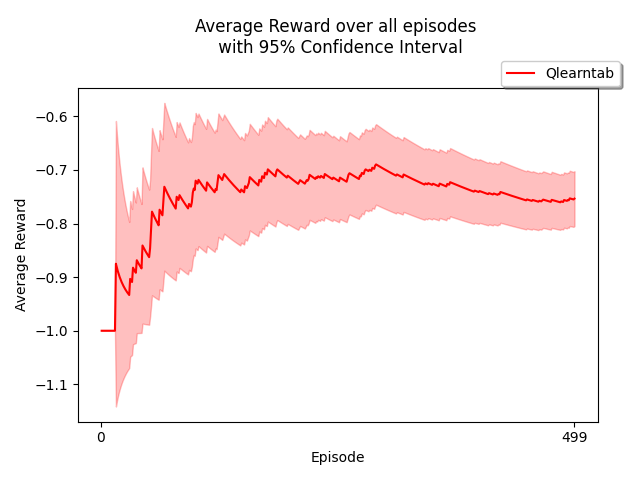 Average Reward over all episodes
with 95% Confidence Interval
Qlearntab
−0.6
−0.7
−0.8
−0.9
−1.0
−1.1
Average Reward
0
499
Episode